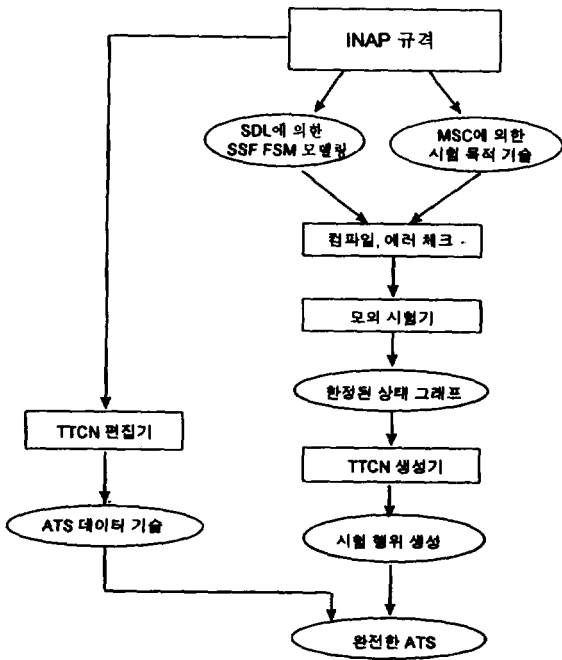 INAP 규격
SDL에 의한
SSF FSM 모델링
MSC에 의한
시험 목적 기술
컴파일, 에러 체크
모의 시험기
한정된 상태 그래프
TTCN 편집기
TTCN 생성기
ATS 데이터 기술
시험 행위 생성
완전한 ATS